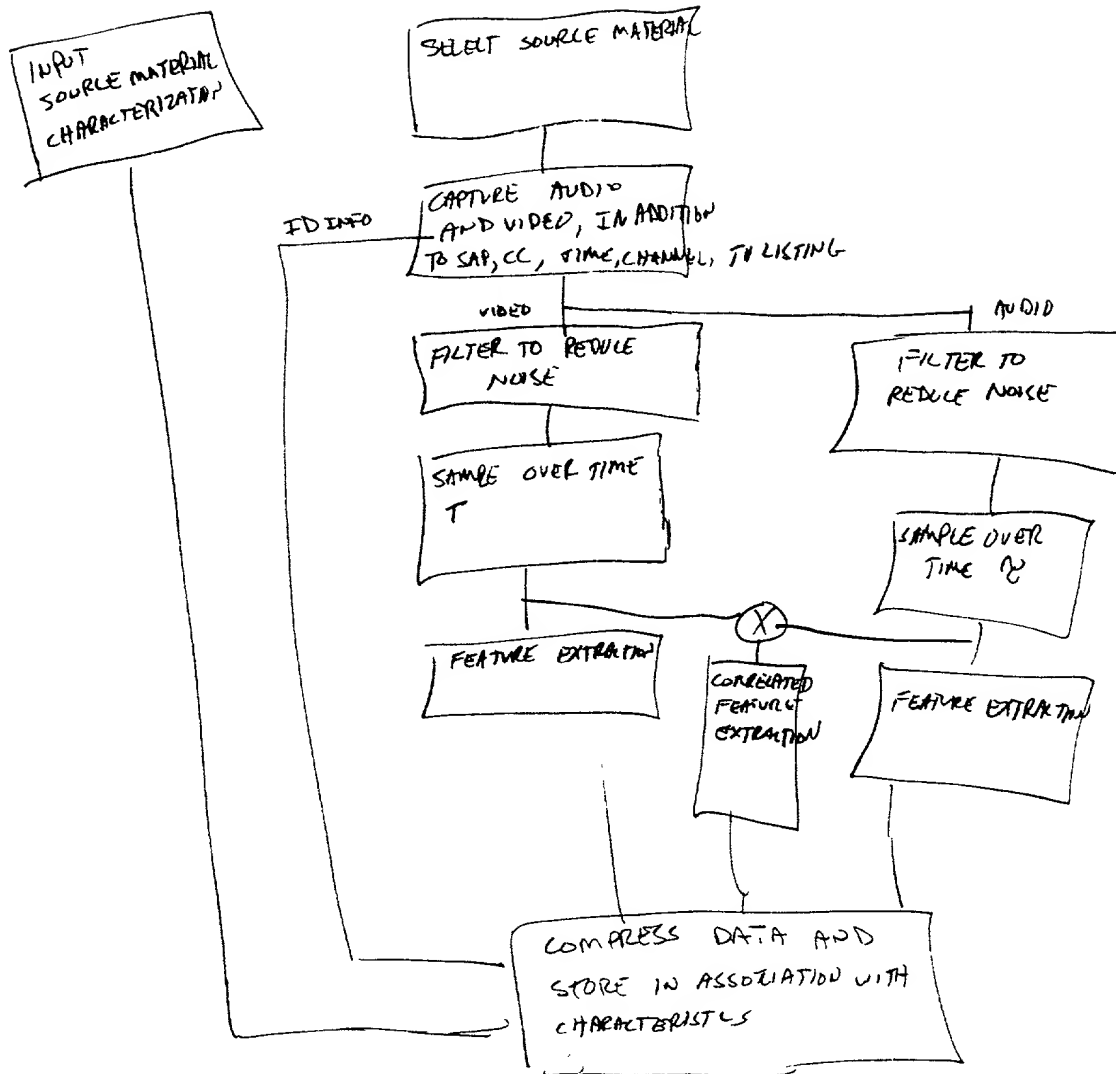 INPUT
SOURCE MATERIAL
CHARACTERIZATION
SELECT SOURCE MATERIAL
ID INFO
CAPTURE AUDIO
AND VIDEO, IN ADDITION
TO SAP, CC, TIME, CHANNEL, TV LISTING
VIDEO
AUDIO
FILTER TO REDUCE
NOISE
FILTER TO
REDUCE NOISE
SAMPLE OVER TIME
T
SAMPLE OVER
TIME
X
FEATURE EXTRACTION
CORRELATED
FEATURE
EXTRACTION
FEATURE EXTRACTION
COMPRESS DATA AND
STORE IN ASSOCIATION WITH
CHARACTERISTICS